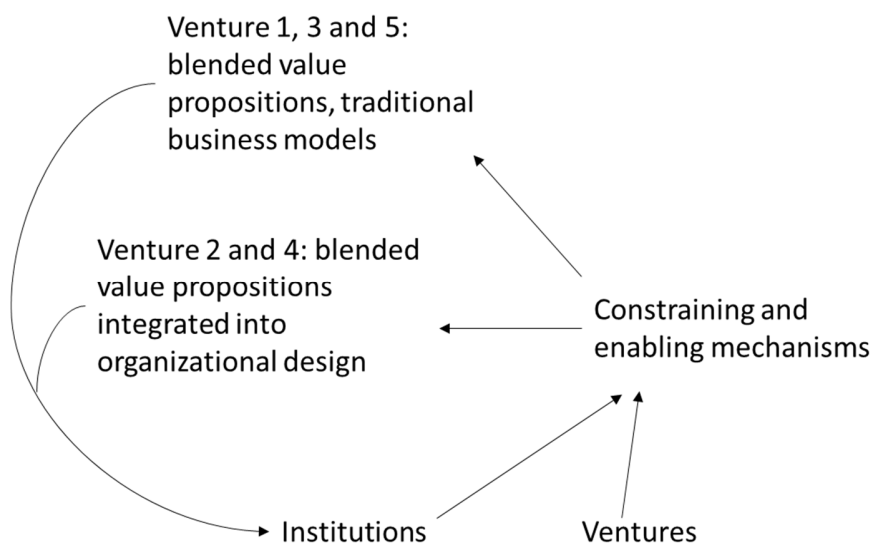 Venture 1, 3 and 5:
blended value
propositions, traditional
business models
Venture 2 and 4: blended
value propositions
integrated into
organizational design
Constraining and
enabling mechanisms
Institutions
Ventures